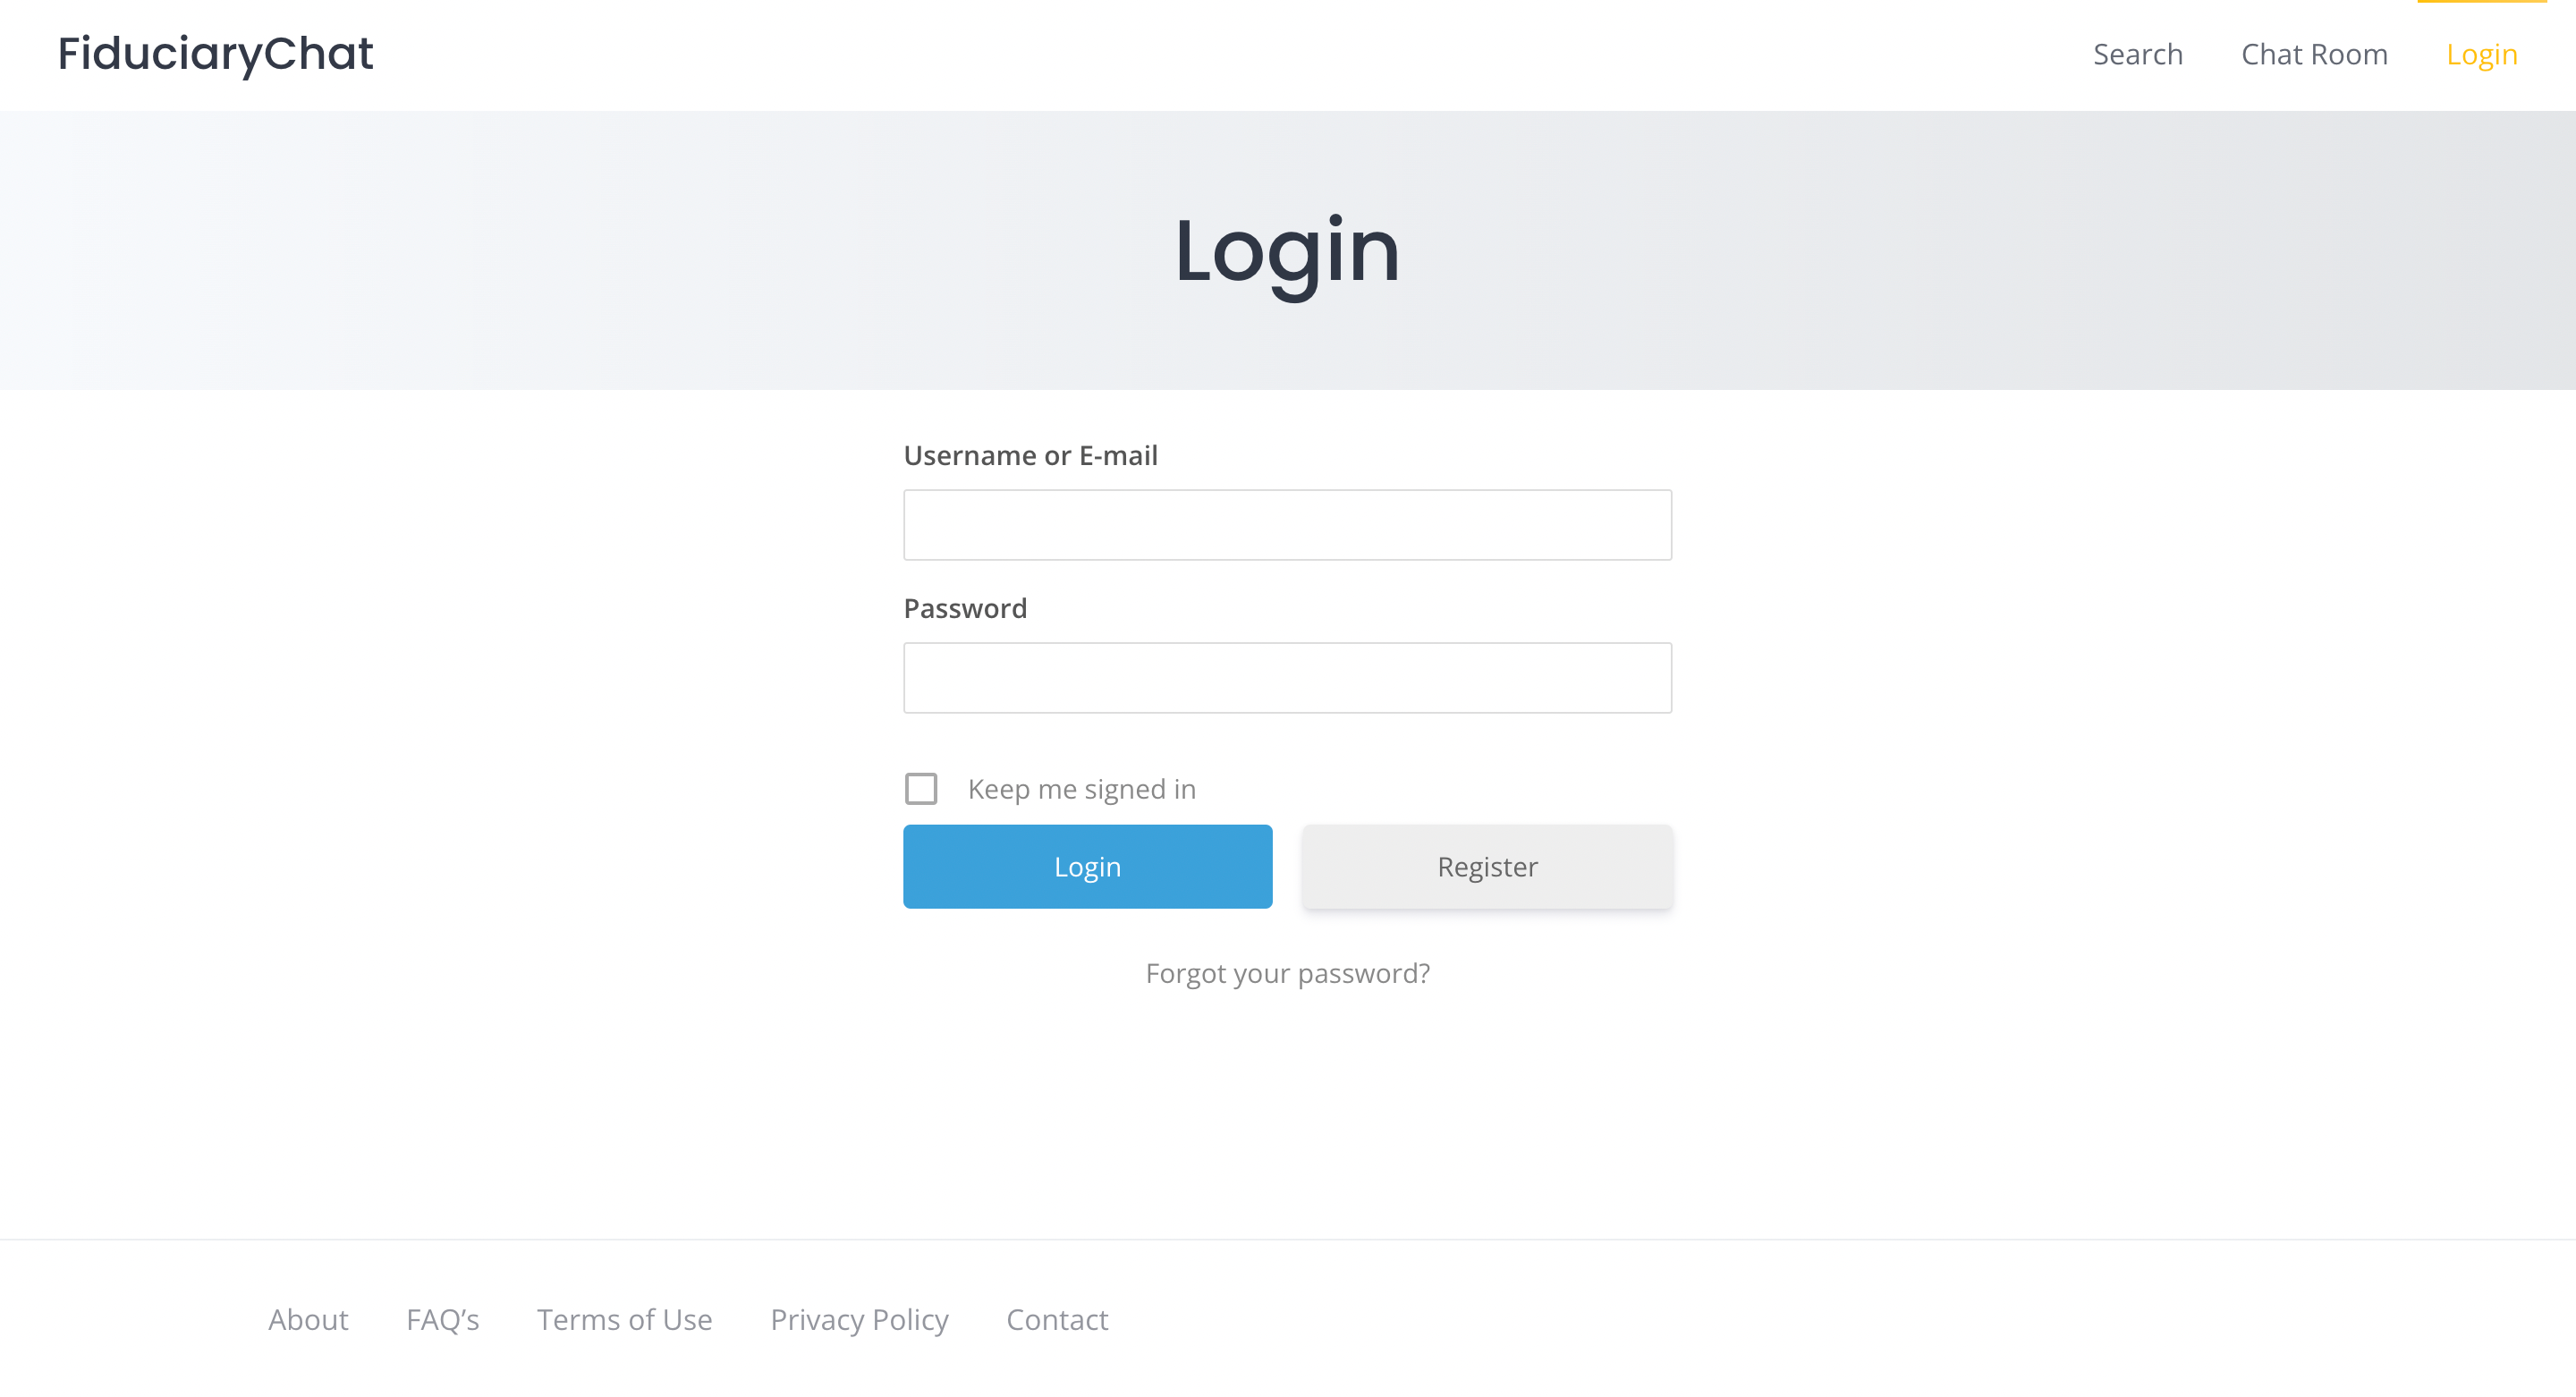 FiduciaryChat
Search Chat Room Login
Login
Username or E-mail
Password
Keep me signed in
Login Register
Forgot your password?
About FAQ’s Terms of Use Privacy Policy Contact